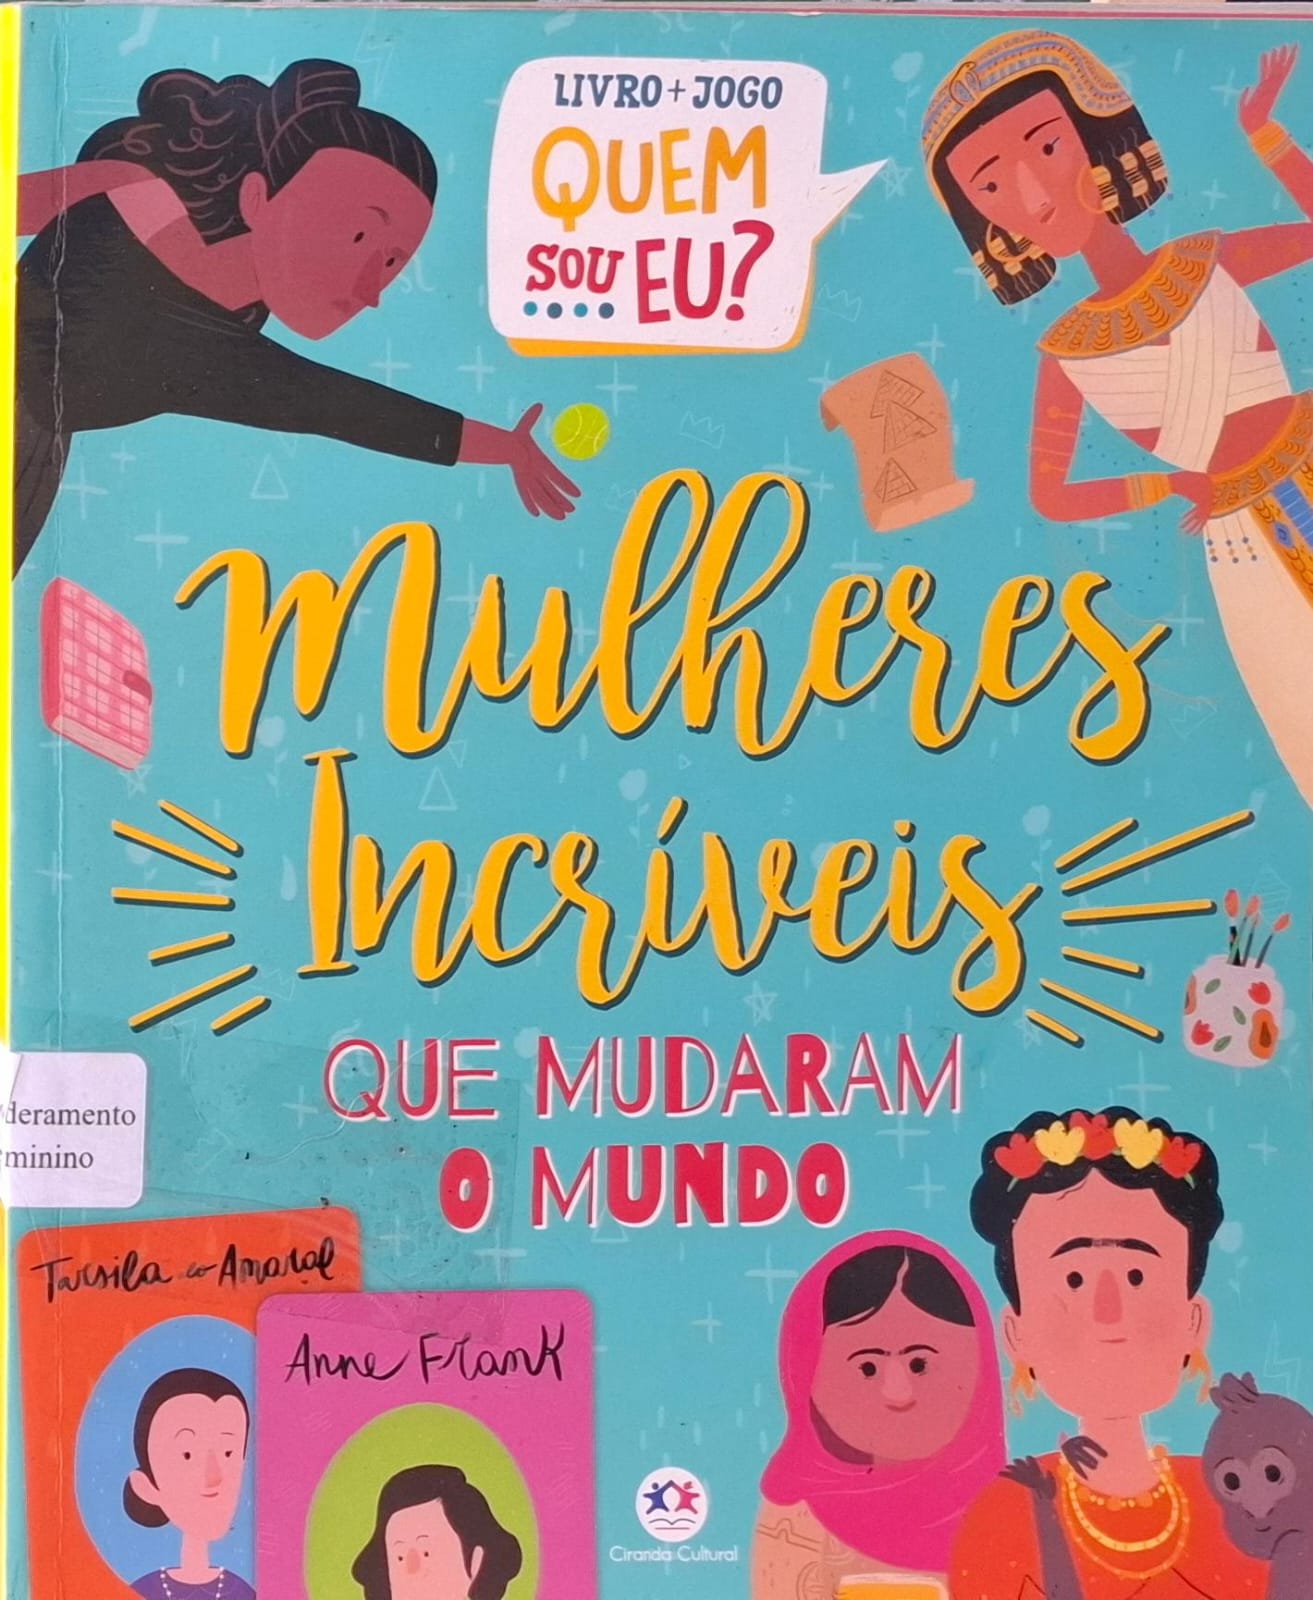 LIVRO + JOGO
QUEM
SOU EU?
Mulheres
Incríveis
QUE MUDARAM
O MUNDO
deramento
minino
Tarsila do Amaral
Anne Frank
Ciranda Cultural